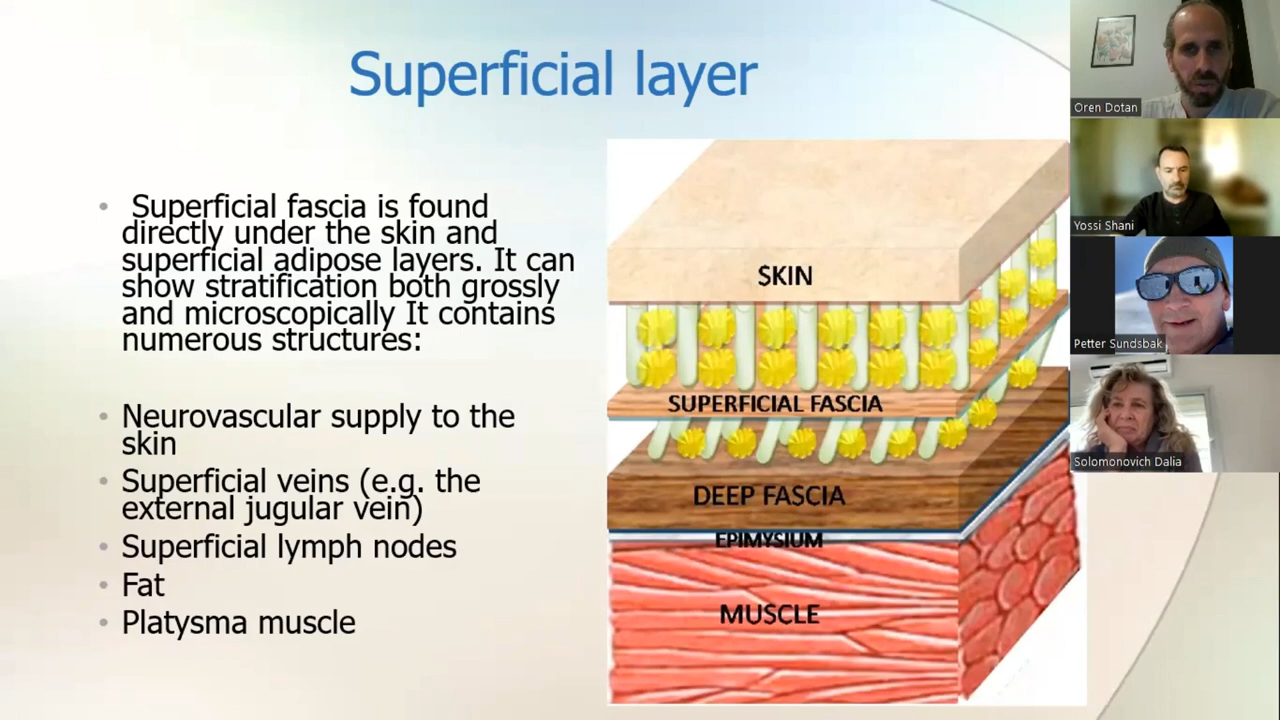 Superficial layer
Superficial fascia is found
directly under the skin and
superficial adipose layers. It can
show stratification both grossly
and microscopically It contains
numerous structures:
Neurovascular supply to the
skin
Superficial veins (e.g. the
external jugular vein)
Superficial lymph nodes
Fat
Platysma muscle
SKIN
SUPERFICIAL FASCIA
DEEP FASCIA
EPIMYSIUM
MUSCLE
Oren Dotan
Yossi Shani
Petter Sundsbak
Solomonovich Dalia